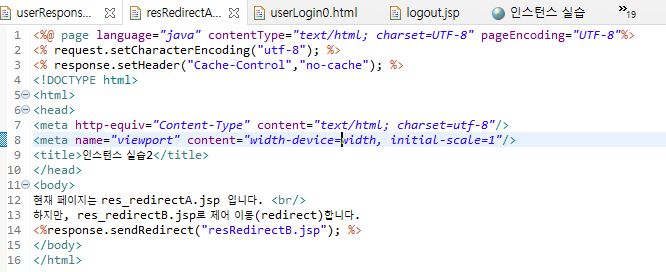 userRespons...
resRedirectA...
userLogin0.html
logout.jsp
인스턴스 실습
»19
1 <%@ page language="java" contentType="text/html; charset=UTF-8" pageEncoding="UTF-8"%>
2 <% request.setCharacterEncoding("utf-8"); %>
3 <% response.setHeader("Cache-Control","no-cache"); %>
4 <!DOCTYPE html>
5 <html>
6 <head>
7 <meta http-equiv="Content-Type" content="text/html; charset=utf-8"/>
8 <meta name="viewport" content="width-device=width, initial-scale=1"/>
9 <title>인스턴스 실습2</title>
10 </head>
11 <body>
12 현재 페이지는 res_redirectA.jsp 입니다. <br/>
13 하지만, res_redirectB.jsp로 제어 이동(redirect)합니다.
14 <%response.sendRedirect("resRedirectB.jsp"); %>
15 </body>
16 </html>